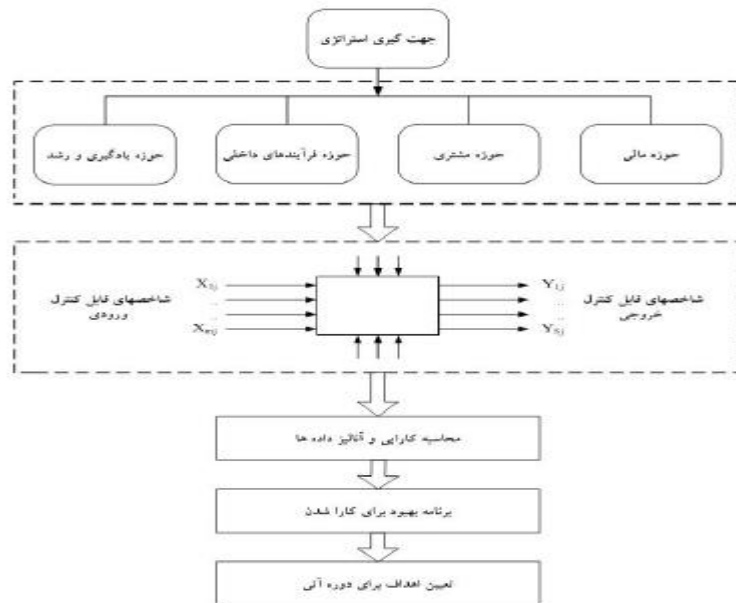 جهت گیری استراتژی
حوزه مالی
حوزه مشتری
حوزه فرآیندهای داخلی
حوزه یادگیری و رشد
X1j
..
Xmj
شاخصهای قابل کنترل
ورودی
Y1j
..
YSj
شاخصهای قابل کنترل
خروجی
محاسبه کارایی و آنالیز داده ها
برنامه بهبود برای کارا شدن
تعیین اهداف برای دوره آتی